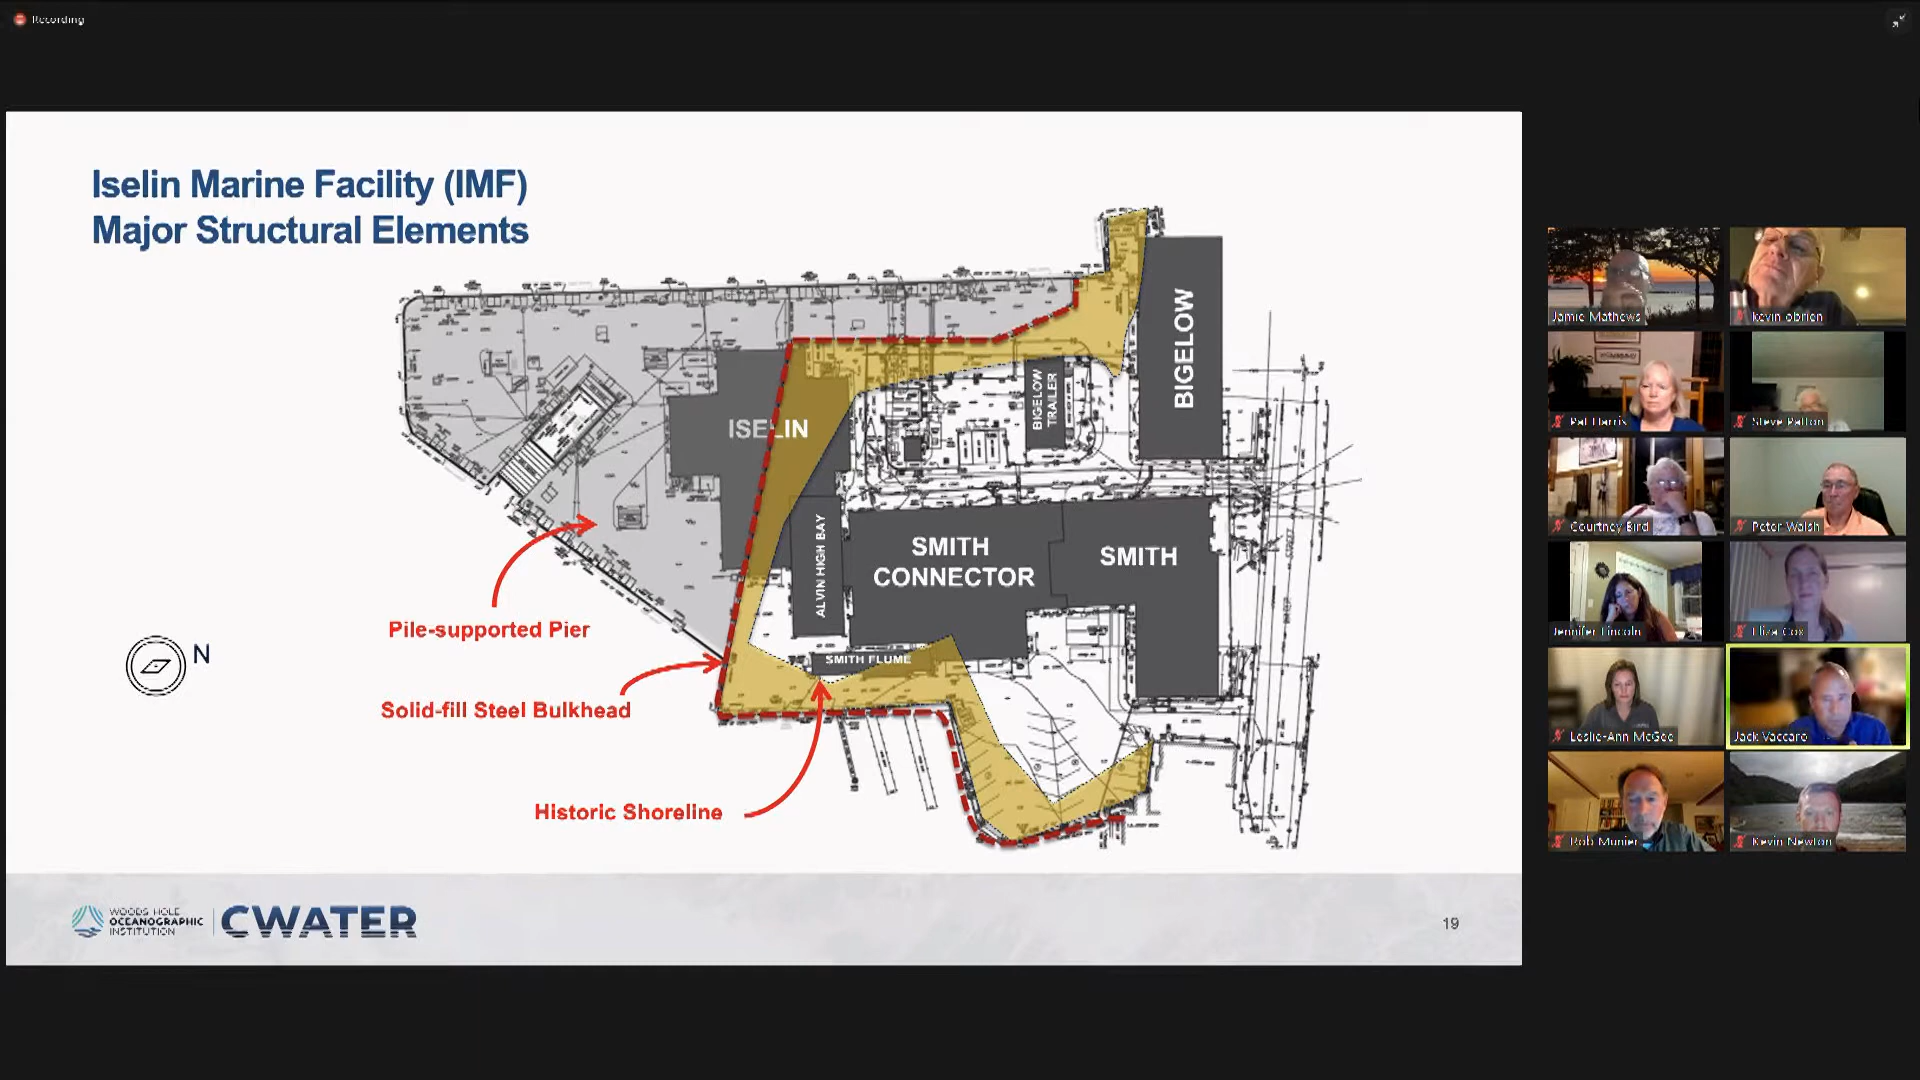 Recording
Iselin Marine Facility (IMF)
Major Structural Elements
BIGELOW
BIGELOW
TRAILER
ISELIN
ALVIN HIGH BAY
SMITH
CONNECTOR
SMITH
SMITH FLUME
Pile-supported Pier
N
Solid-fill Steel Bulkhead
Historic Shoreline
WOODS HOLE
OCEANOGRAPHIC
INSTITUTION
CWATER
19
Jamie Mathews
kevin obrien
Pat Harris
Steve Patton
Courtney Bird
Peter Walsh
Jennifer Lincoln
Eliza Cox
Leslie-Ann McGee
Jack Vaccaro
Rob Munier
Kevin Newton